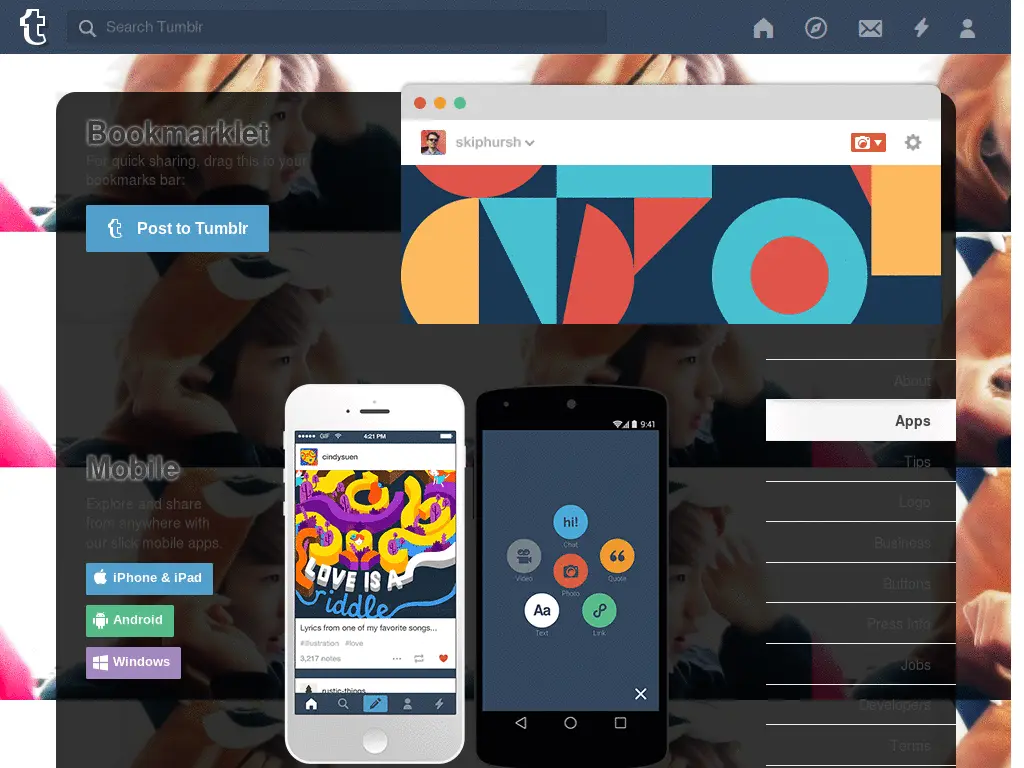 Search Tumblr
Bookmarklet
For quick sharing, drag this to your
bookmarks bar:
Post to Tumblr
skiphursh
About
Apps
Tips
Logo
Business
Buttons
Press Info
Jobs
Developers
Terms
Mobile
Explore and share
from anywhere with
our slick mobile apps.
iPhone & iPad
Android
Windows
GIF
4:21 PM
cindysuen
LOVE IS A
riddle
Lyrics from one of my favorite songs...
#illustration #love
3,217 notes
rustic-things
9:41
hi!
Chat
Video
Quote
Photo
Aa
Text
Link